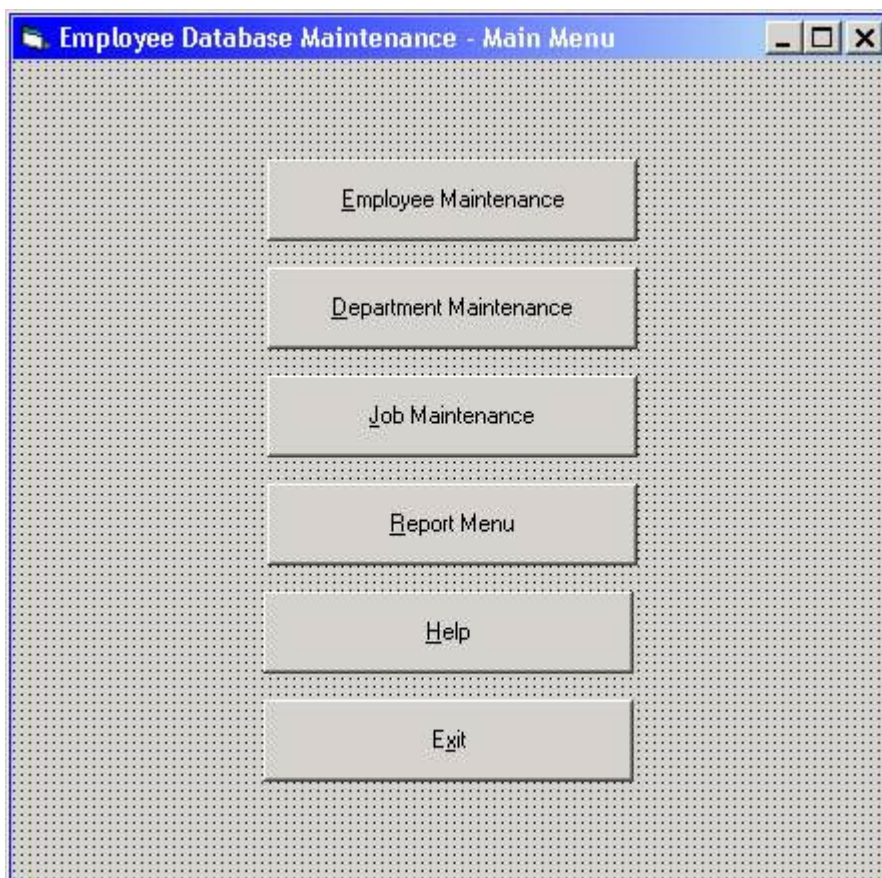 Employee Database Maintenance - Main Menu
Employee Maintenance
Department Maintenance
Job Maintenance
Report Menu
Help
Exit